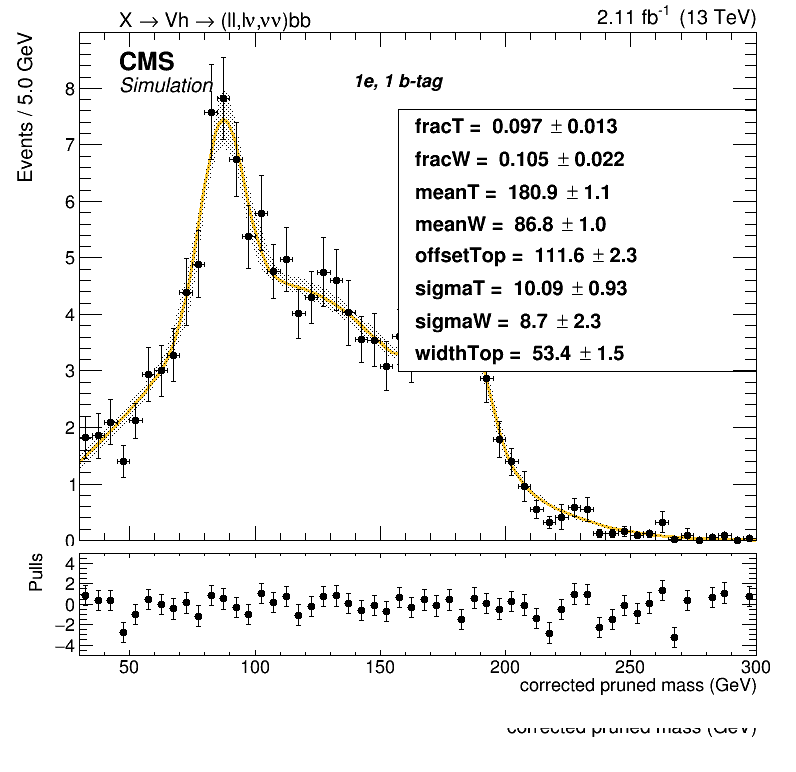 X → Vh → (ll,lν,νν)bb
2.11 fb⁻¹ (13 TeV)
CMS
Simulation
1e, 1 b-tag
fracT = 0.097 ± 0.013
fracW = 0.105 ± 0.022
meanT = 180.9 ± 1.1
meanW = 86.8 ± 1.0
offsetTop = 111.6 ± 2.3
sigmaT = 10.09 ± 0.93
sigmaW = 8.7 ± 2.3
widthTop = 53.4 ± 1.5
Events / 5.0 GeV
8
7
6
5
4
3
2
1
0
Pulls
4
2
0
−2
−4
50 100 150 200 250 300
corrected pruned mass (GeV)
corrected pruned mass (GeV)